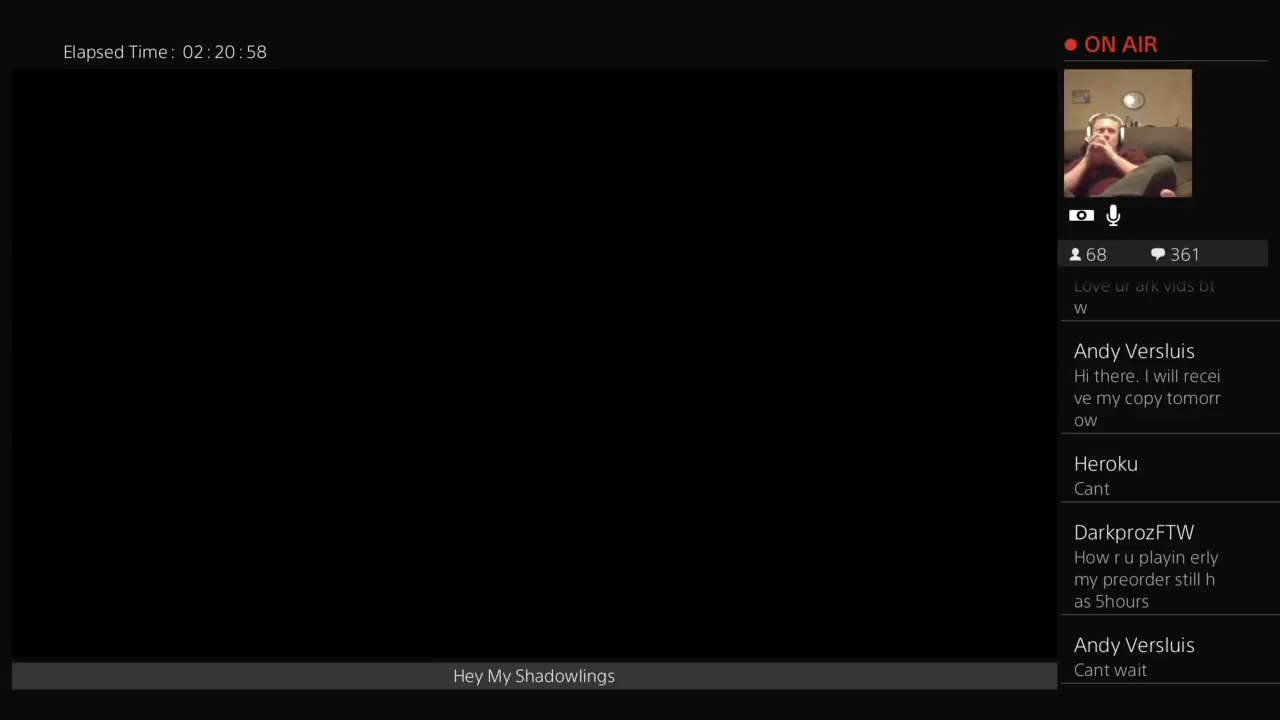 Elapsed Time: 02:20:58
ON AIR
68 361
Love ur ark vids bt
w
Andy Versluis
Hi there. I will recei
ve my copy tomorr
ow
Heroku
Cant
DarkprozFTW
How r u playin erly
my preorder still h
as 5hours
Andy Versluis
Cant wait
Hey My Shadowlings